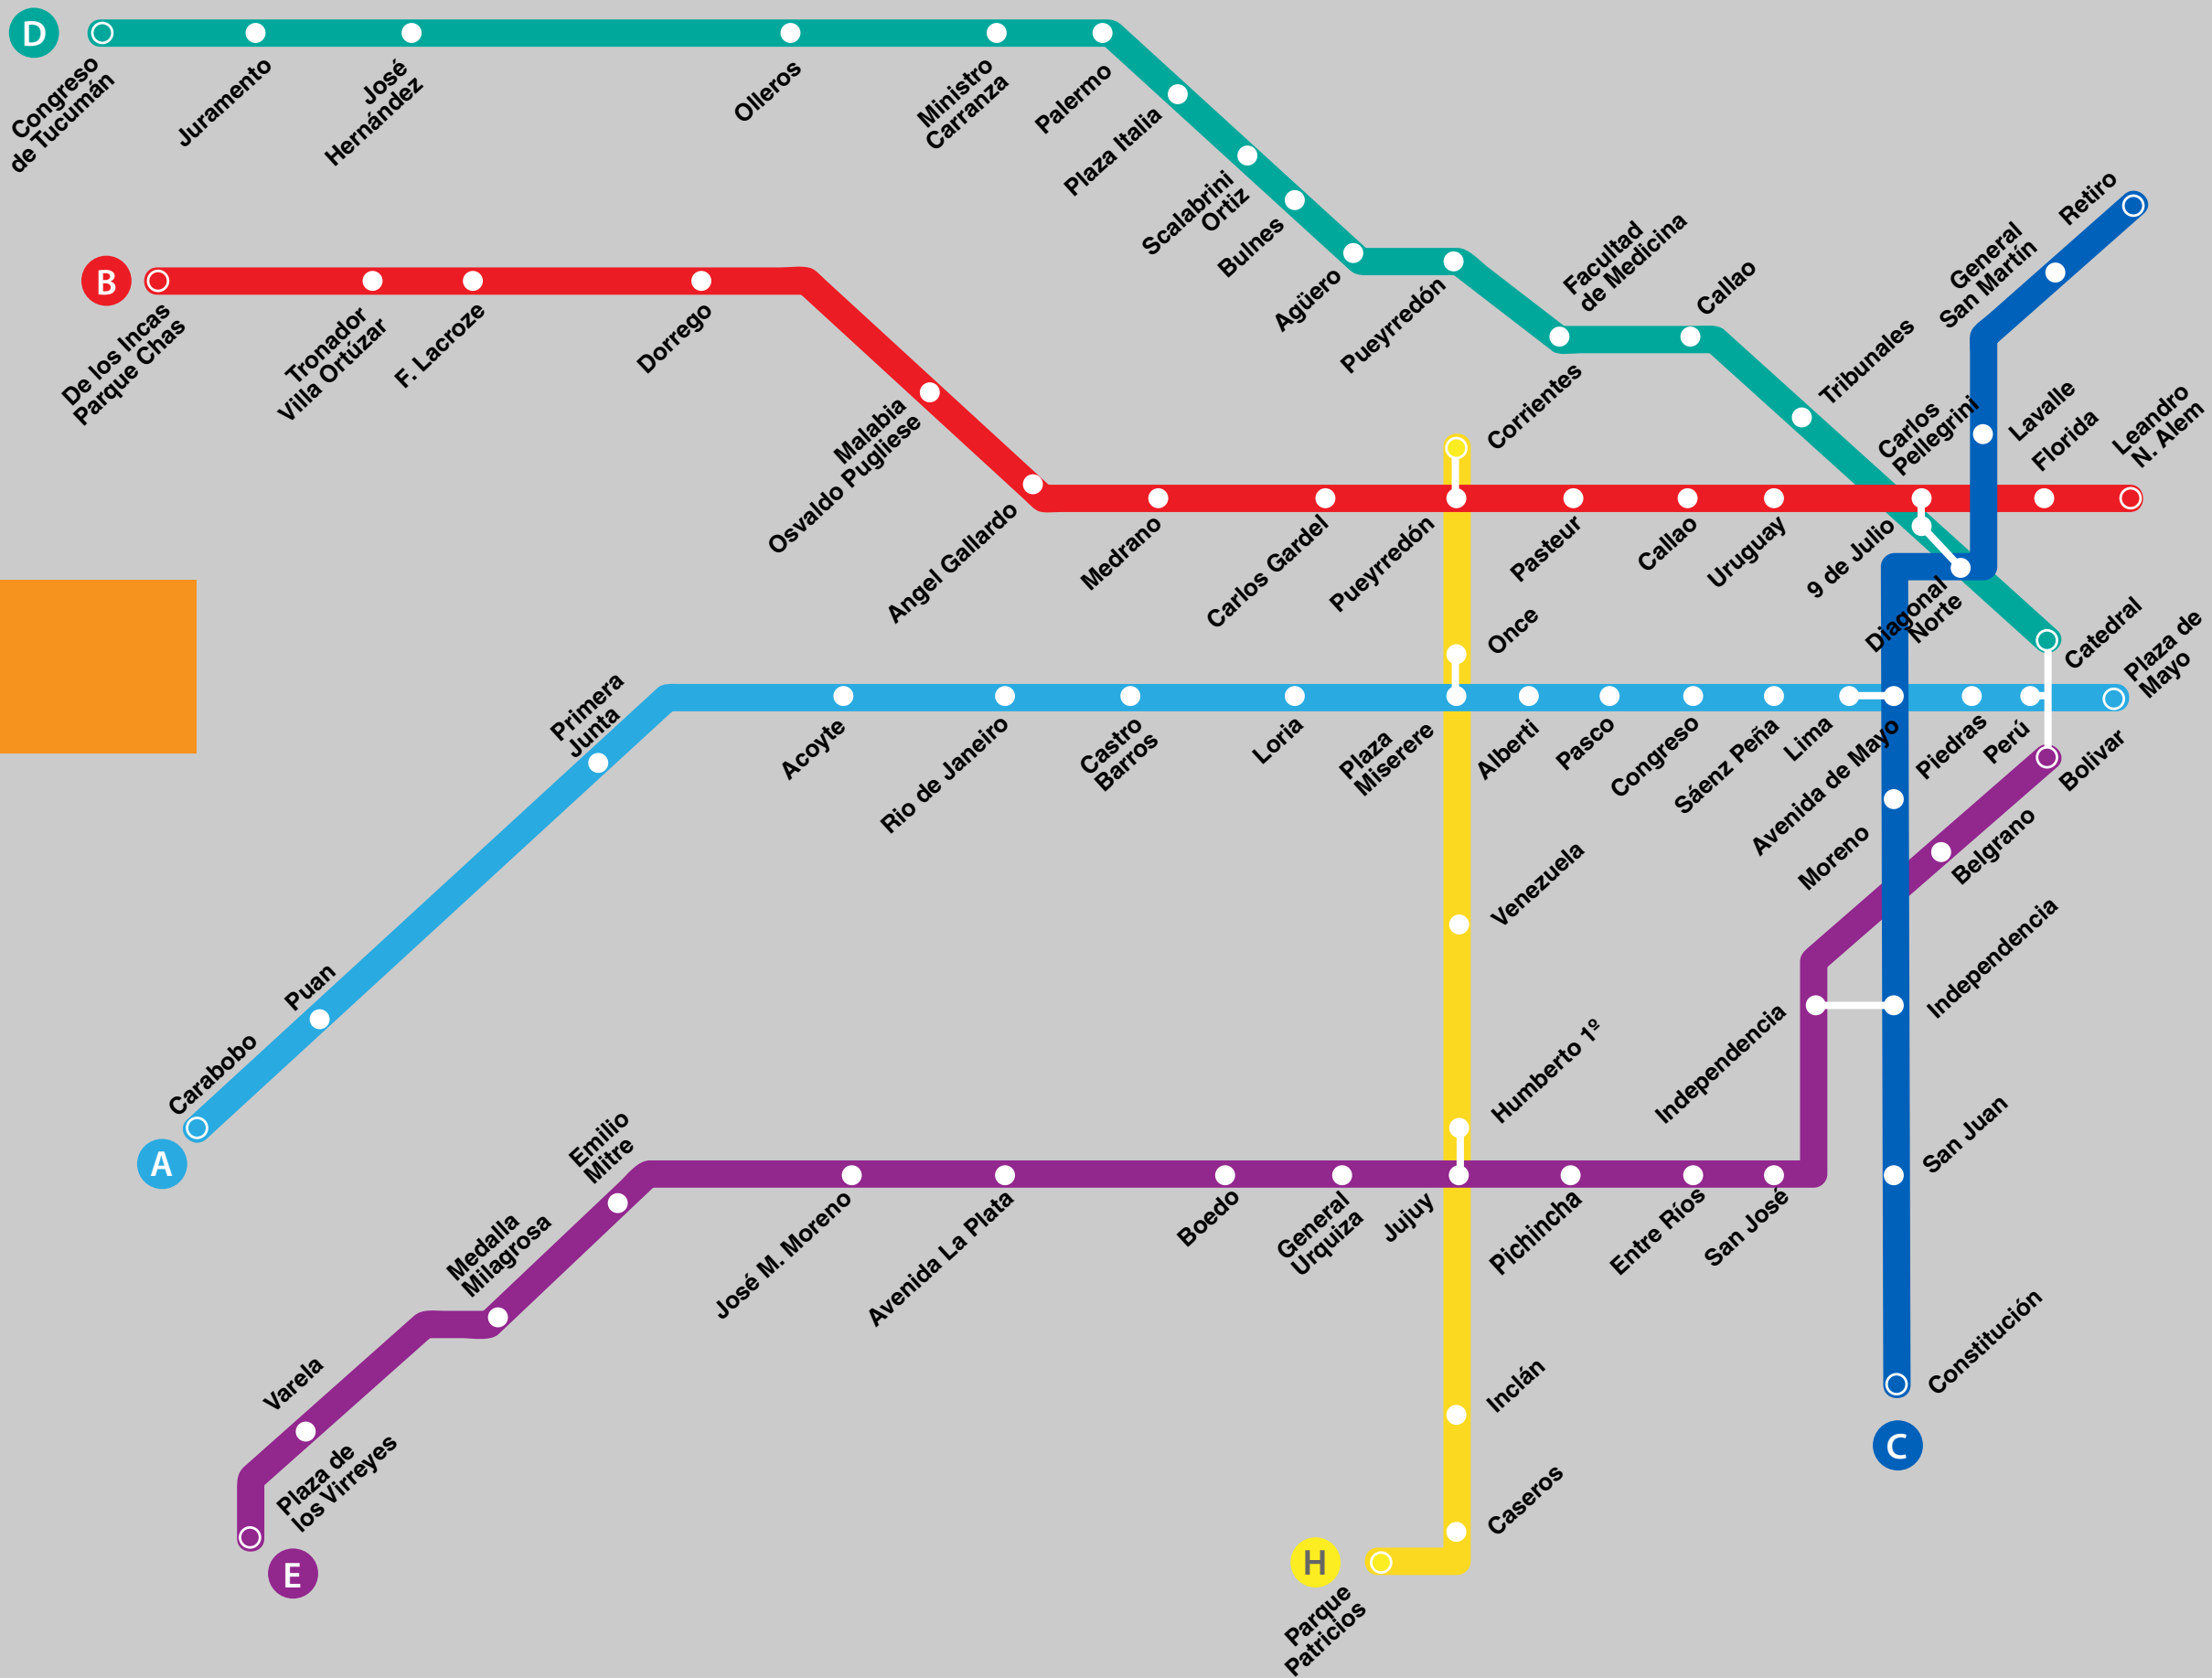 D
Congreso
de Tucumán
Juramento
José
Hernández
Olleros
Ministro
Carranza
Palermo
Plaza Italia
Scalabrini
Ortiz
Bulnes
Agüero
Pueyrredón
Facultad
de Medicina
Callao
Tribunales
9 de Julio
Catedral
B
De los Incas
Parque Chas
Tronador
Villa Ortúzar
F. Lacroze
Dorrego
Malabia
Osvaldo Pugliese
Angel Gallardo
Medrano
Carlos Gardel
Pueyrredón
Pasteur
Callao
Uruguay
Carlos
Pellegrini
Florida
Leandro
N. Alem
Retiro
General
San Martín
Lavalle
Diagonal
Norte
Avenida de Mayo
Moreno
Independencia
San Juan
Constitución
C
Corrientes
Once
Venezuela
Humberto 1º
Inclán
Caseros
H
Parque
Patricios
Primera
Junta
Acoyte
Rio de Janeiro
Castro
Barros
Loria
Plaza
Miserere
Alberti
Pasco
Congreso
Sáenz Peña
Lima
Piedras
Perú
Plaza de
Mayo
Puan
Carabobo
A
Bolivar
Belgrano
Independencia
San José
Entre Ríos
Pichincha
Jujuy
General
Urquiza
Boedo
Avenida La Plata
José M. Moreno
Emilio
Mitre
Medalla
Milagrosa
Varela
Plaza de
los Virreyes
E